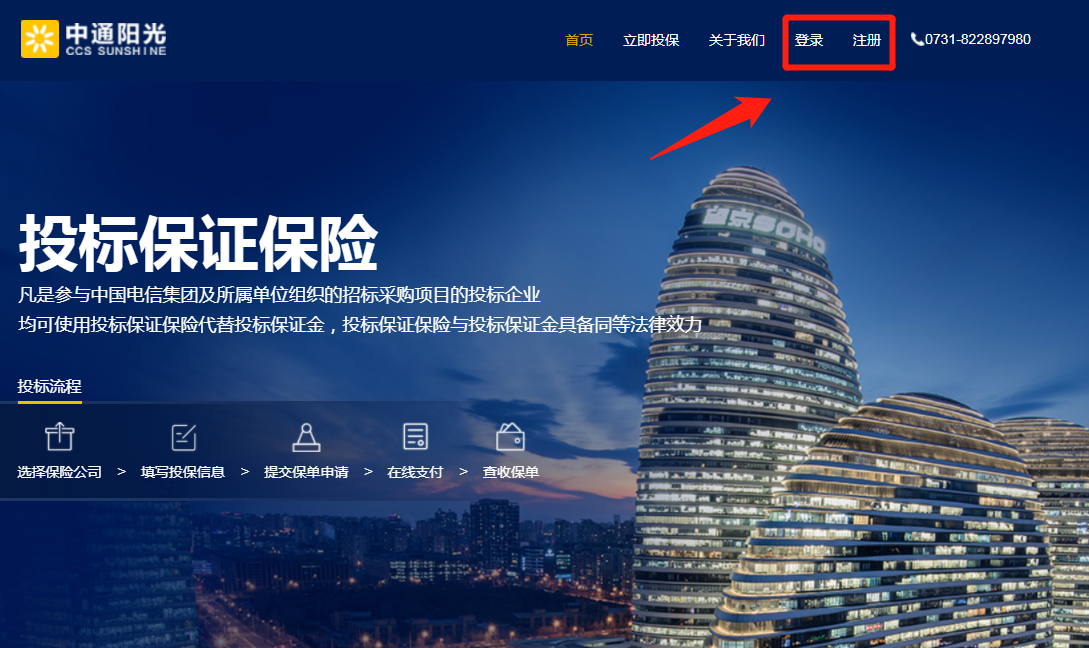 中通阳光
CCS SUNSHINE
首页 立即投保 关于我们 登录 注册 0731-822897980
望京SOHO
投标保证保险
凡是参与中国电信集团及所属单位组织的招标采购项目的投标企业
均可使用投标保证保险代替投标保证金，投标保证保险与投标保证金具备同等法律效力
投标流程
选择保险公司 > 填写投保信息 > 提交保单申请 > 在线支付 > 查收保单